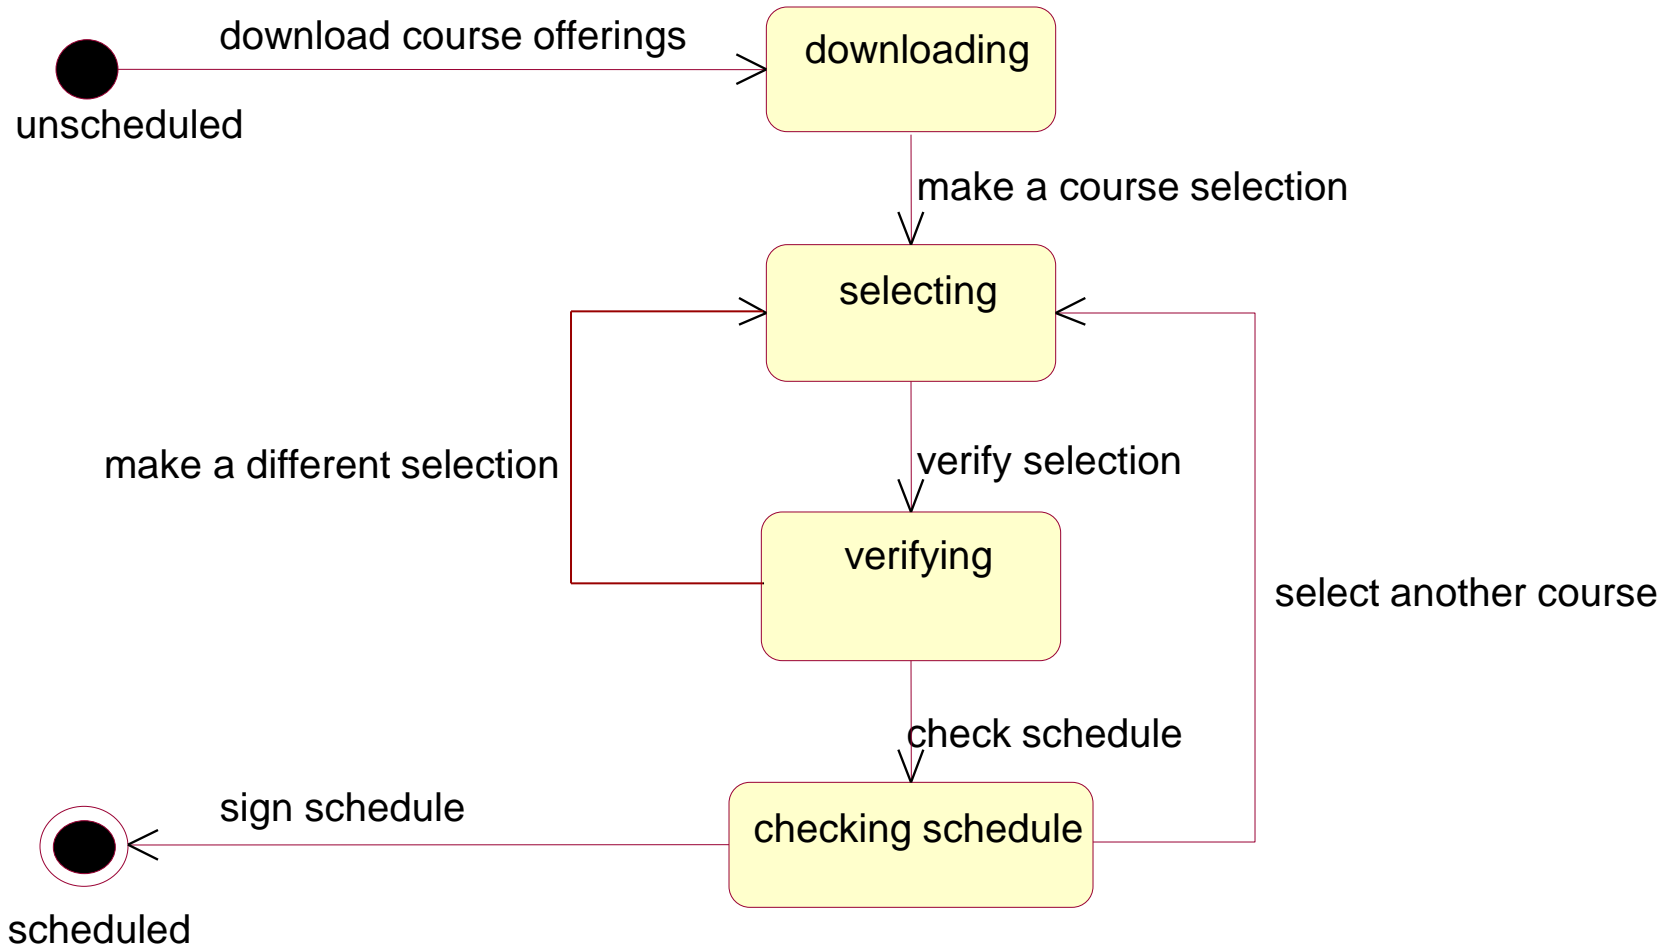 download course offerings
downloading
unscheduled
make a course selection
selecting
make a different selection
verify selection
verifying
select another course
check schedule
sign schedule
checking schedule
scheduled